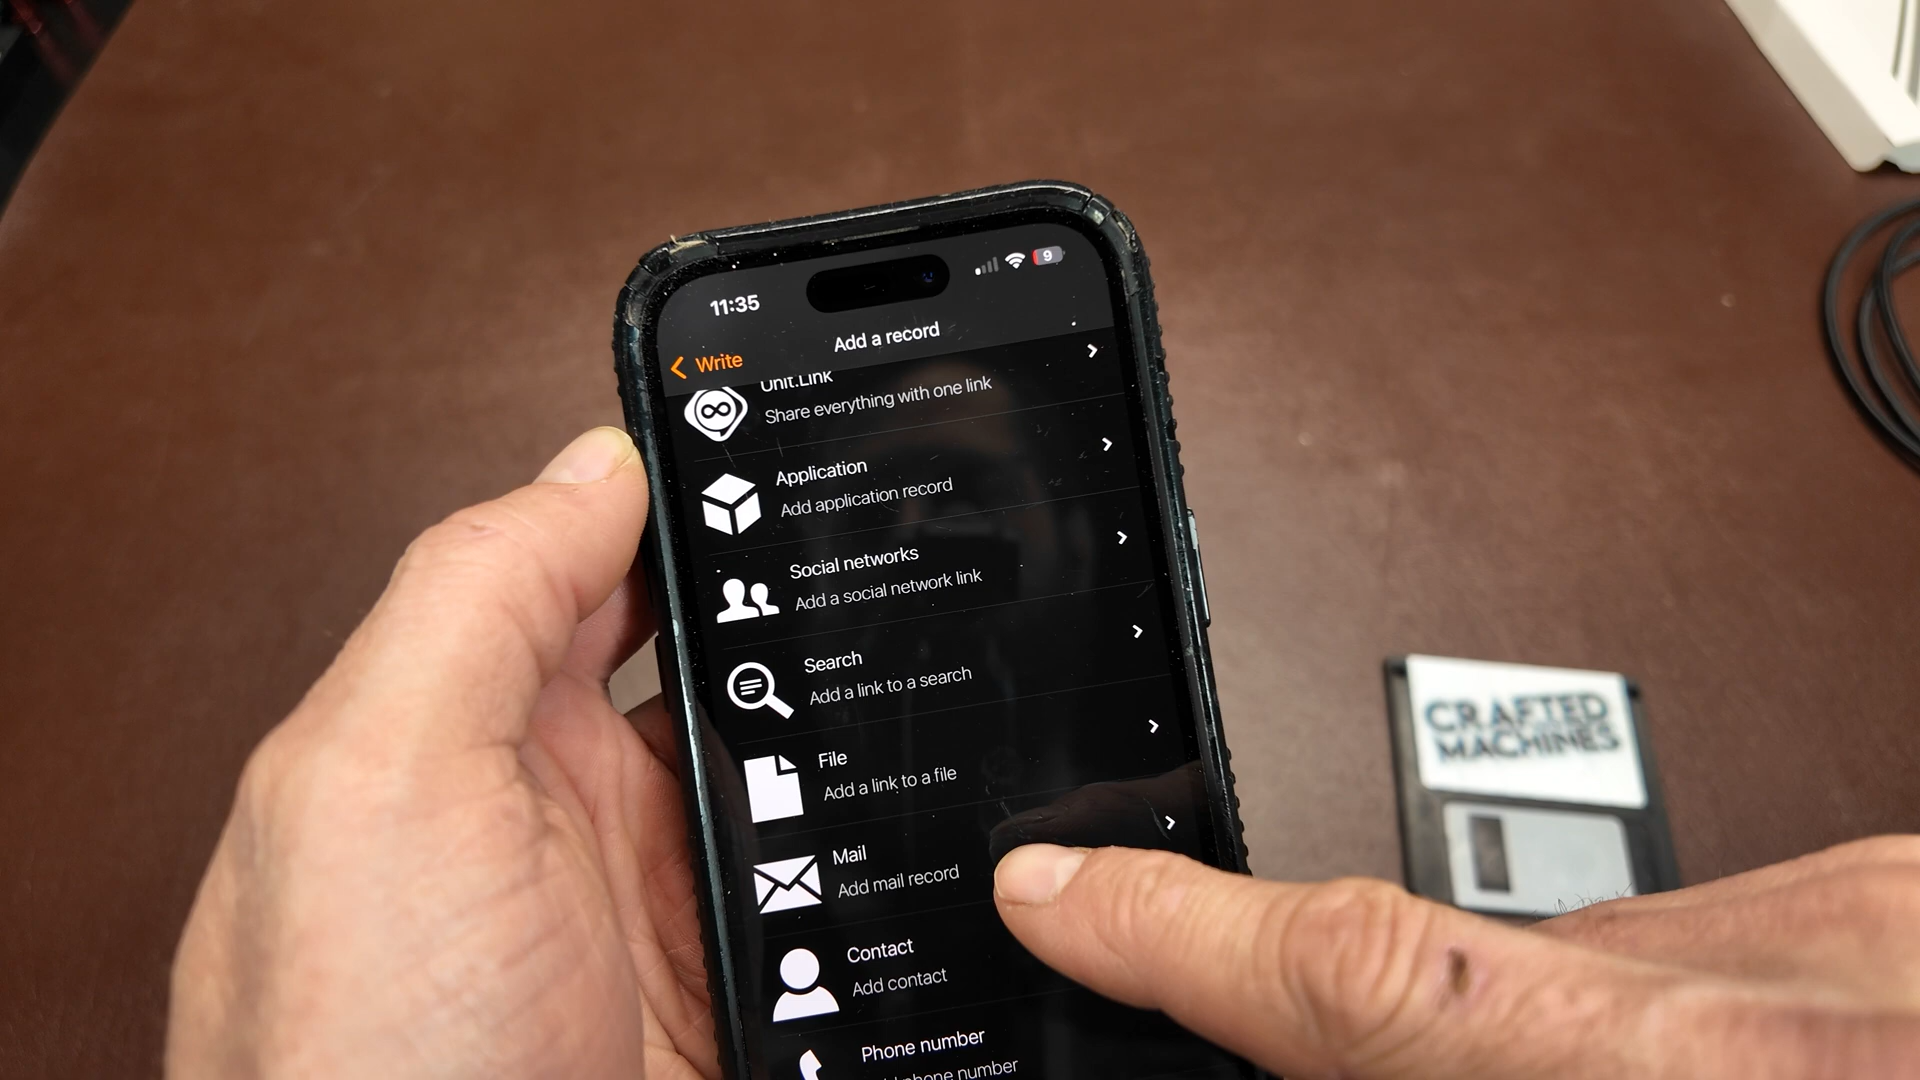 11:35
9
Add a record
Write
Unit.Link
Share everything with one link
Application
Add application record
Social networks
Add a social network link
Search
Add a link to a search
File
Add a link to a file
Mail
Add mail record
Contact
Add contact
Phone number
phone number
CRAFTED
MACHINES